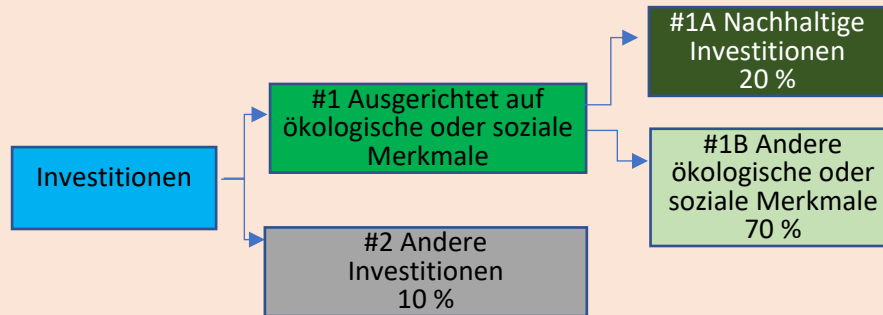 #1A Nachhaltige
Investitionen
20 %
#1 Ausgerichtet auf
ökologische oder soziale
Merkmale
#1B Andere
ökologische oder
soziale Merkmale
70 %
Investitionen
#2 Andere
Investitionen
10 %